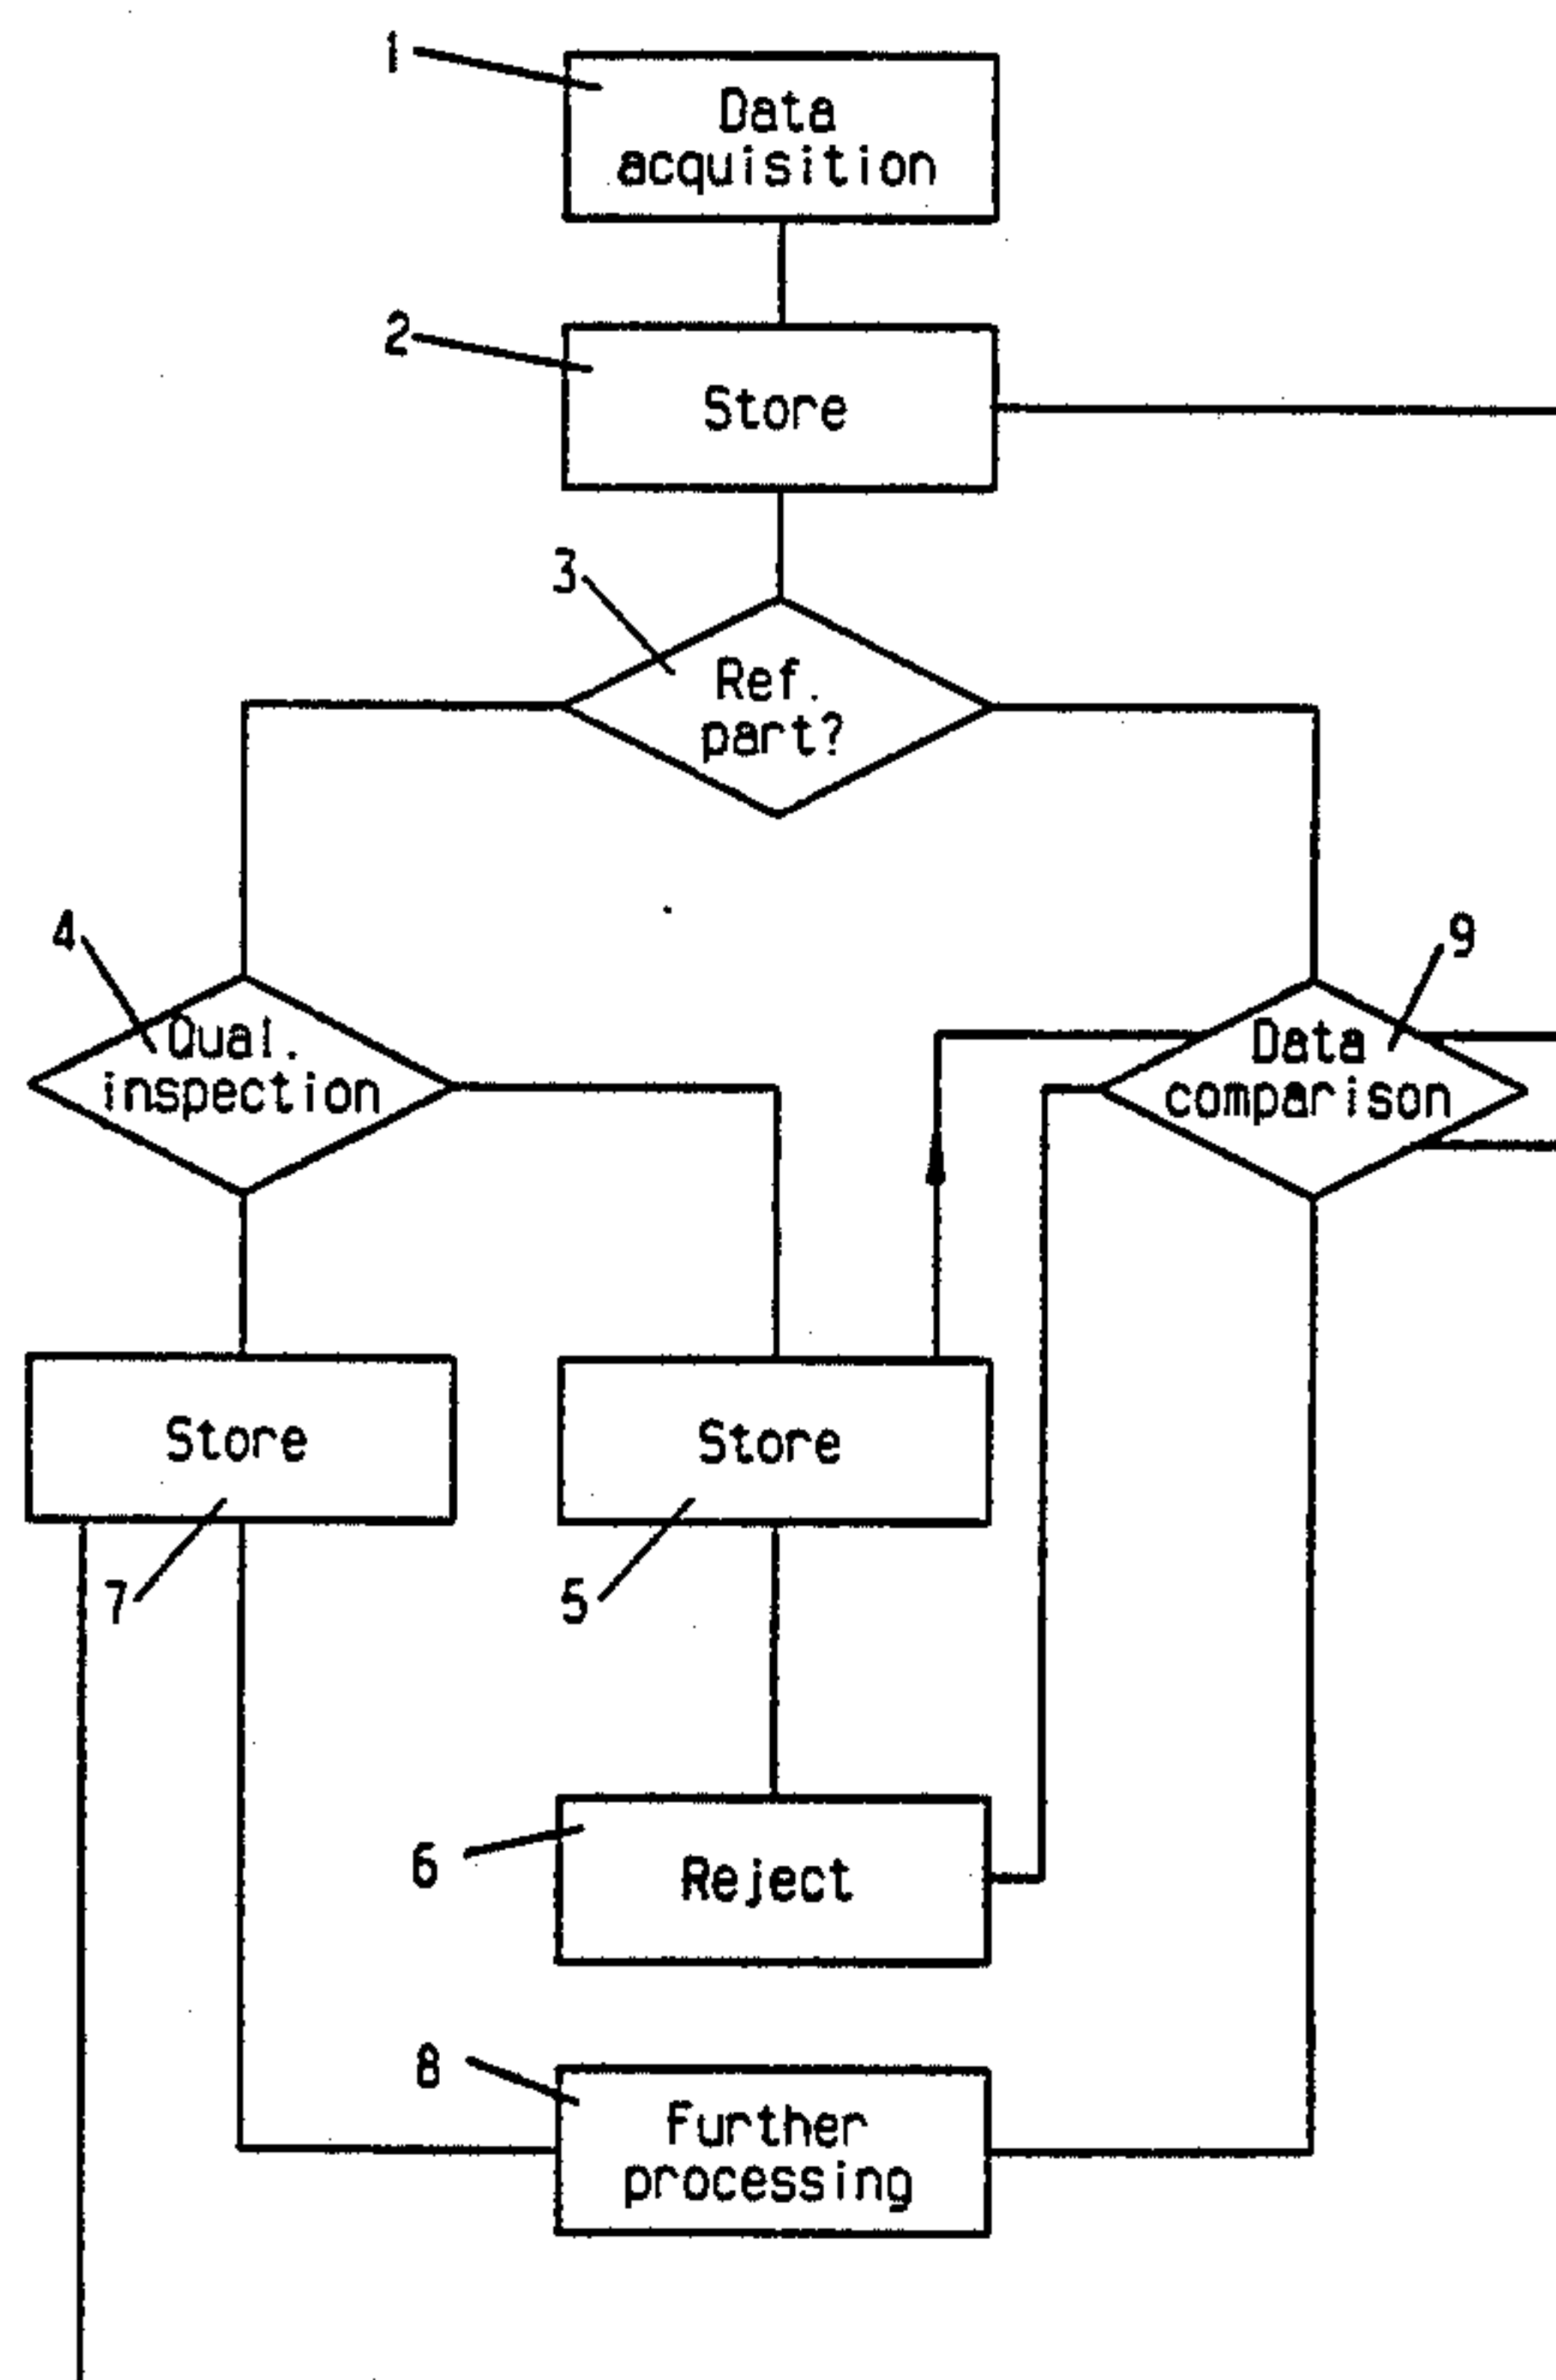 1
Data
acquisition
2
Store
3
Ref.
part?
4
Qual.
inspection
9
Data
comparison
Store
Store
7
5
6
Reject
8
Further
processing